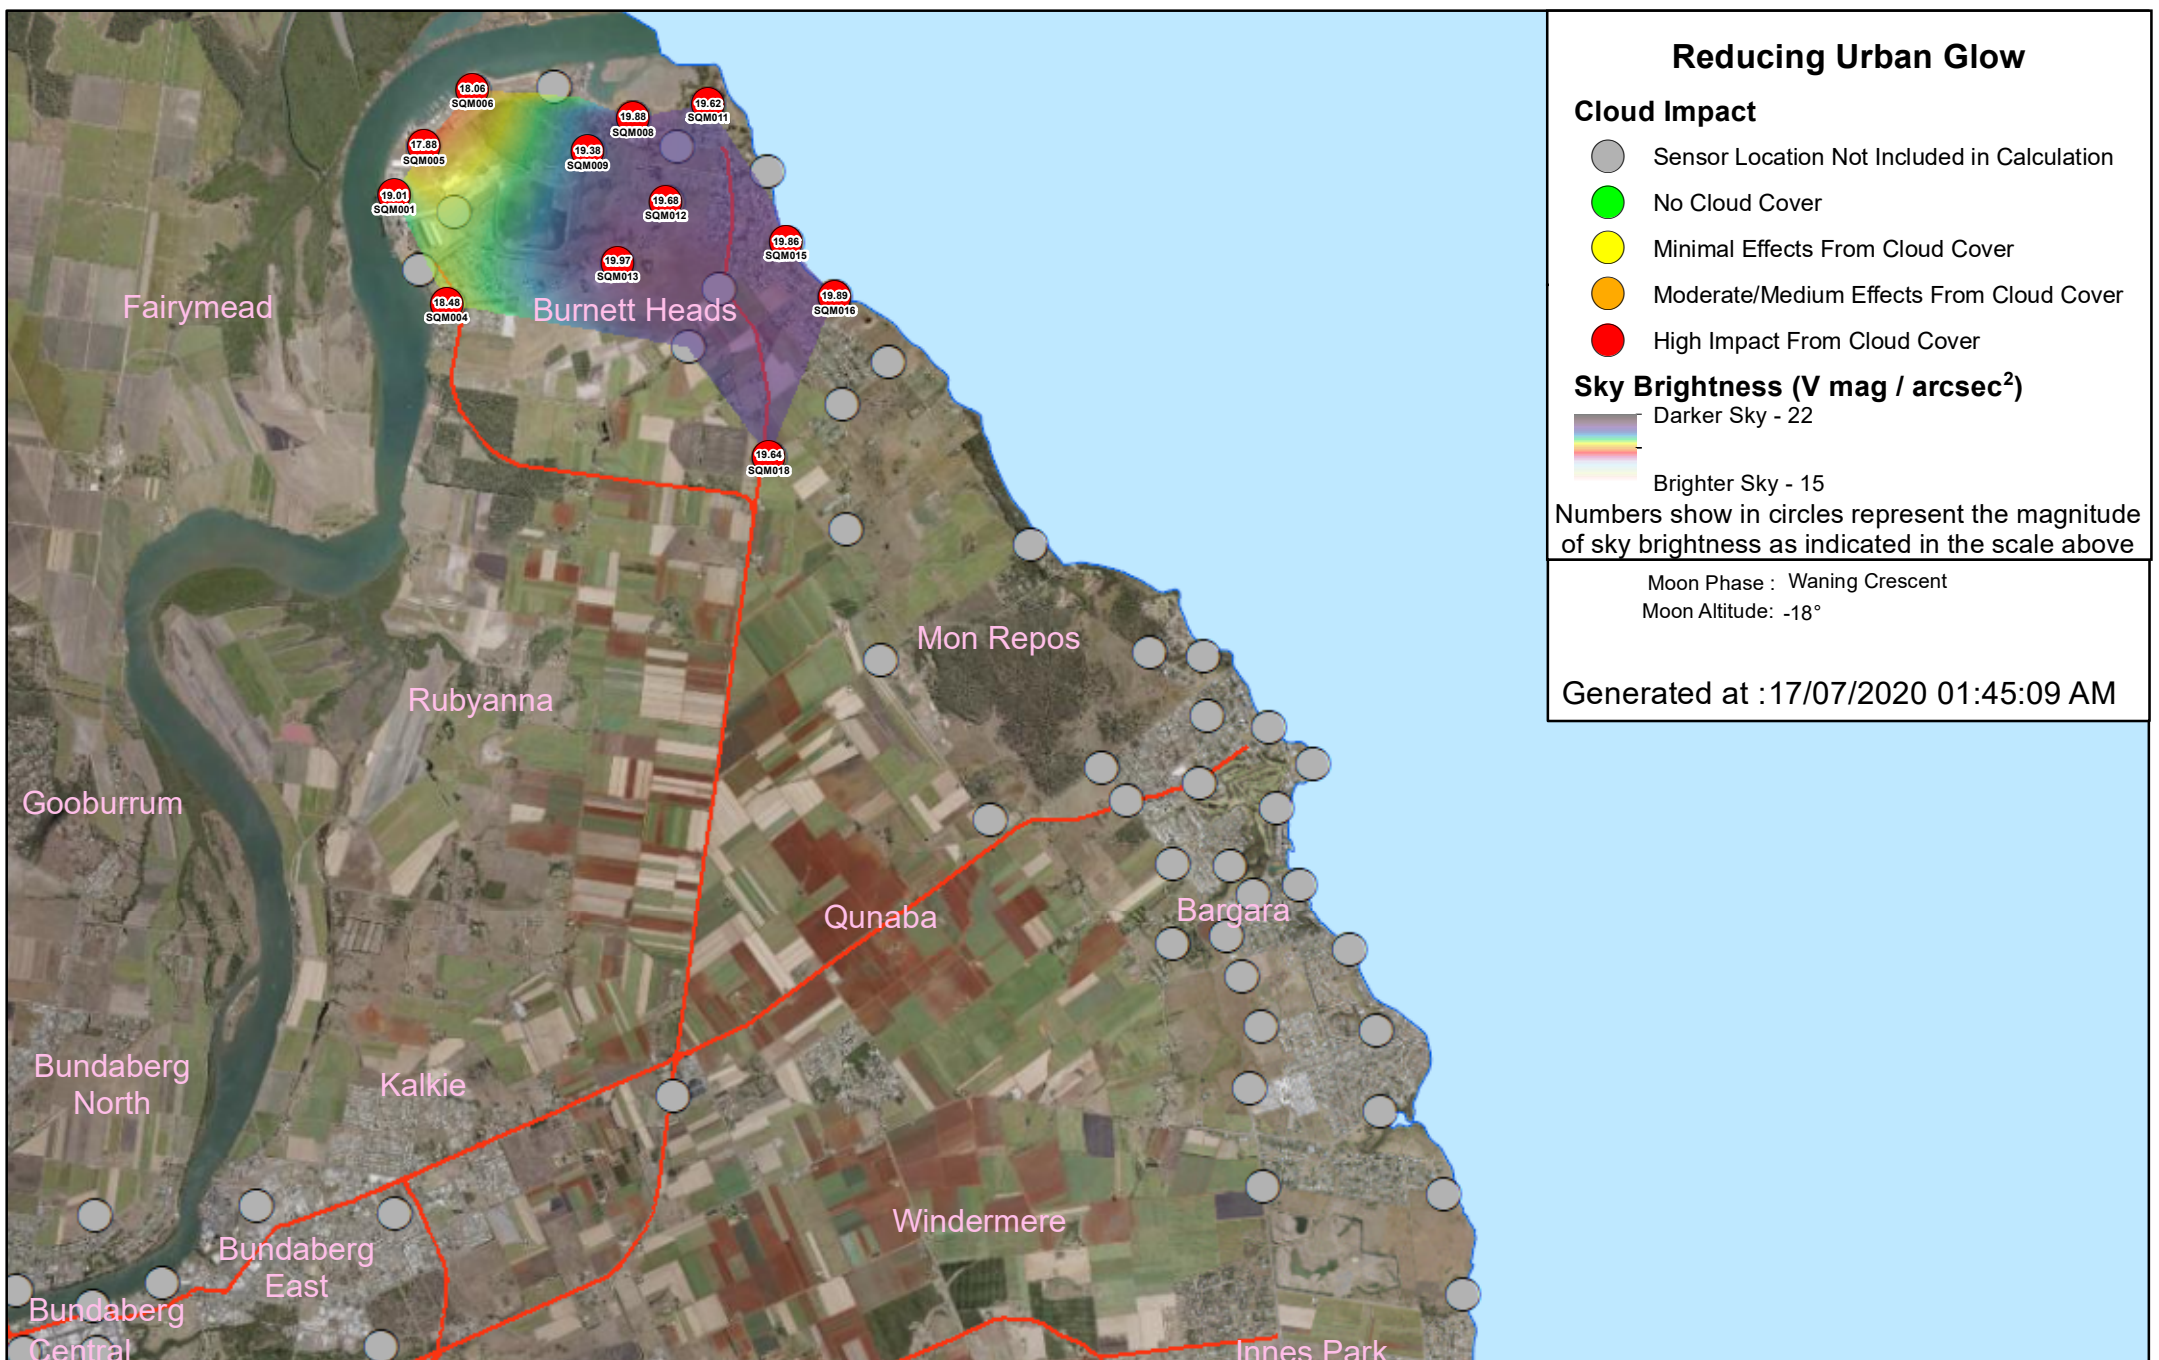 Reducing Urban Glow
Cloud Impact
Sensor Location Not Included in Calculation
No Cloud Cover
Minimal Effects From Cloud Cover
Moderate/Medium Effects From Cloud Cover
High Impact From Cloud Cover
Sky Brightness (V mag / arcsec²)
Darker Sky - 22
Brighter Sky - 15
Numbers show in circles represent the magnitude
of sky brightness as indicated in the scale above
Moon Phase : Waning Crescent
Moon Altitude: -18°
Generated at :17/07/2020 01:45:09 AM
18.06
SQM006
19.88
SQM008
19.62
SQM011
17.88
SQM005
19.38
SQM009
19.01
SQM001
19.68
SQM012
19.86
SQM015
19.97
SQM013
18.48
SQM004
19.89
SQM016
19.64
SQM018
Fairymead
Burnett Heads
Mon Repos
Rubyanna
Gooburrum
Qunaba
Bargara
Bundaberg
North
Kalkie
Windermere
Bundaberg
East
Bundaberg
Central
Innes Park